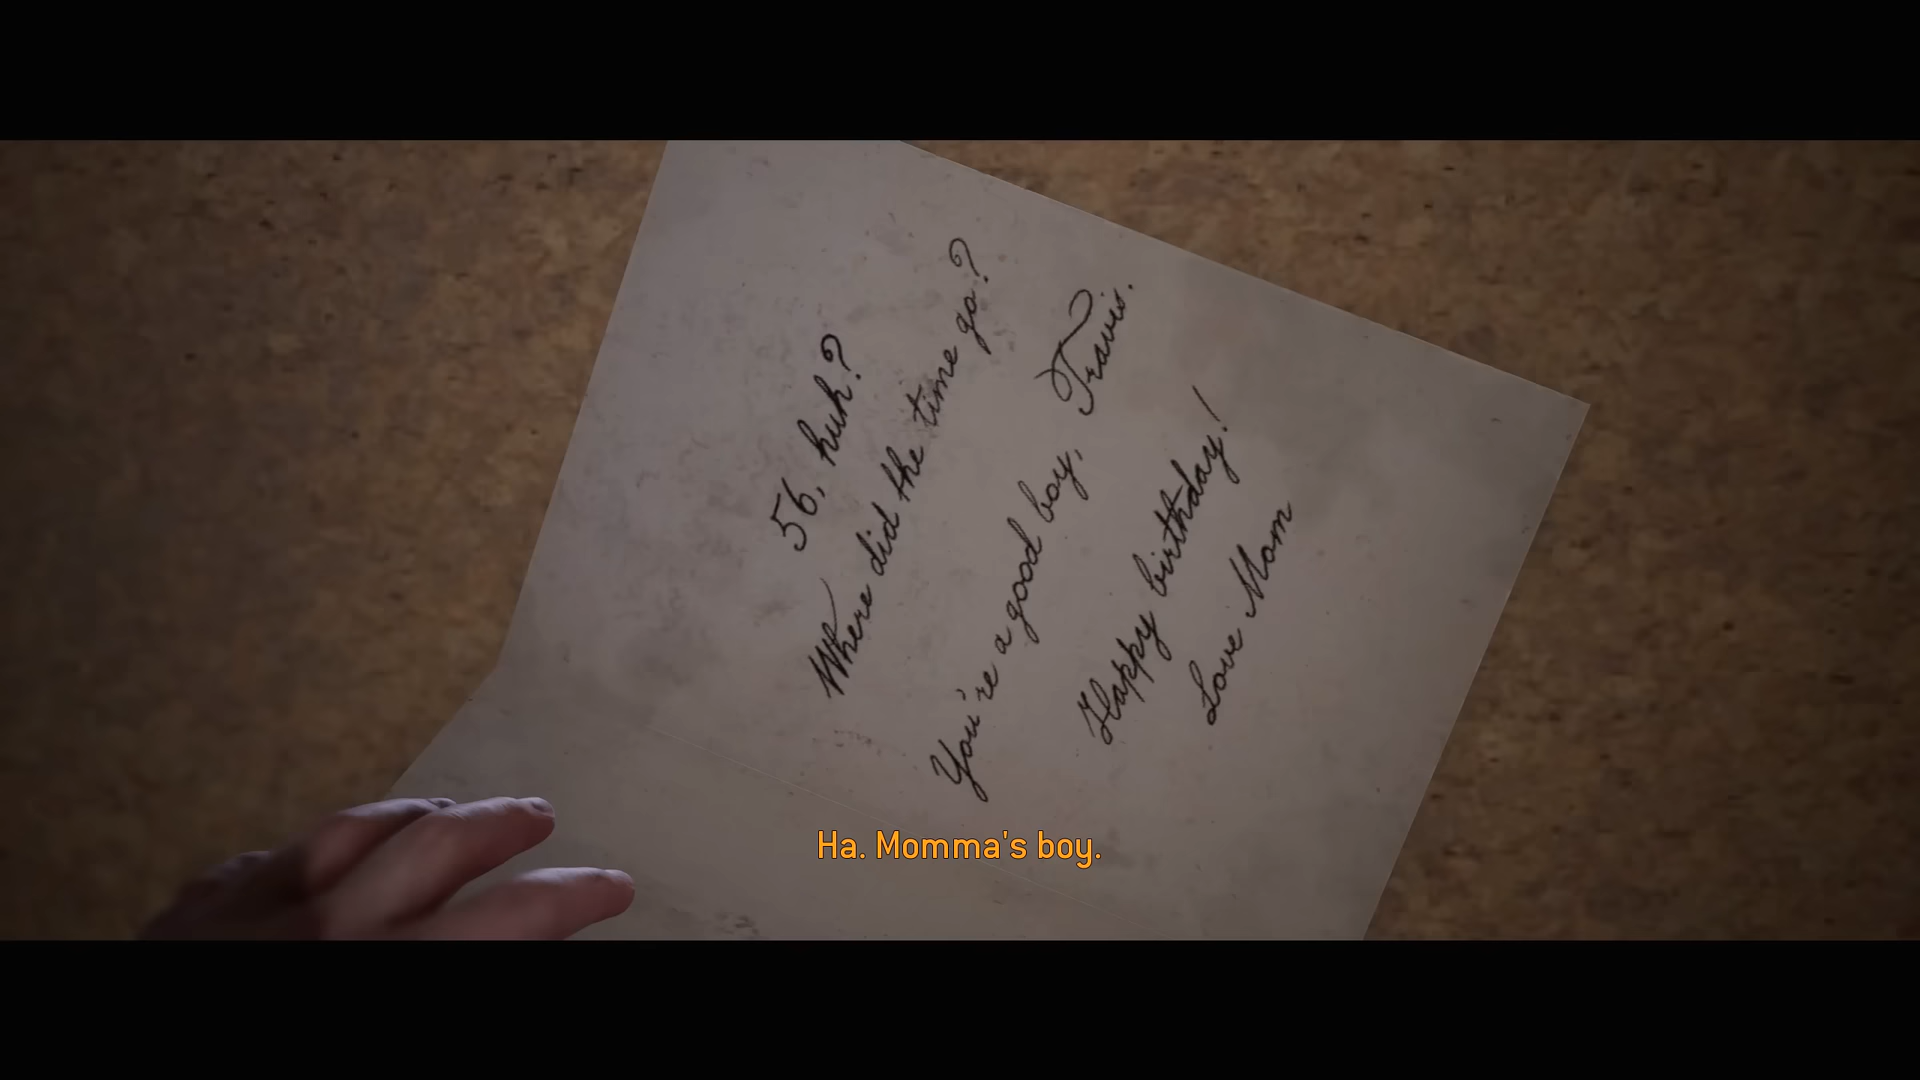 56, huh?
Where did the time go?
You're a good boy, Travis.
Happy birthday!
Love Mom
Ha. Momma's boy.